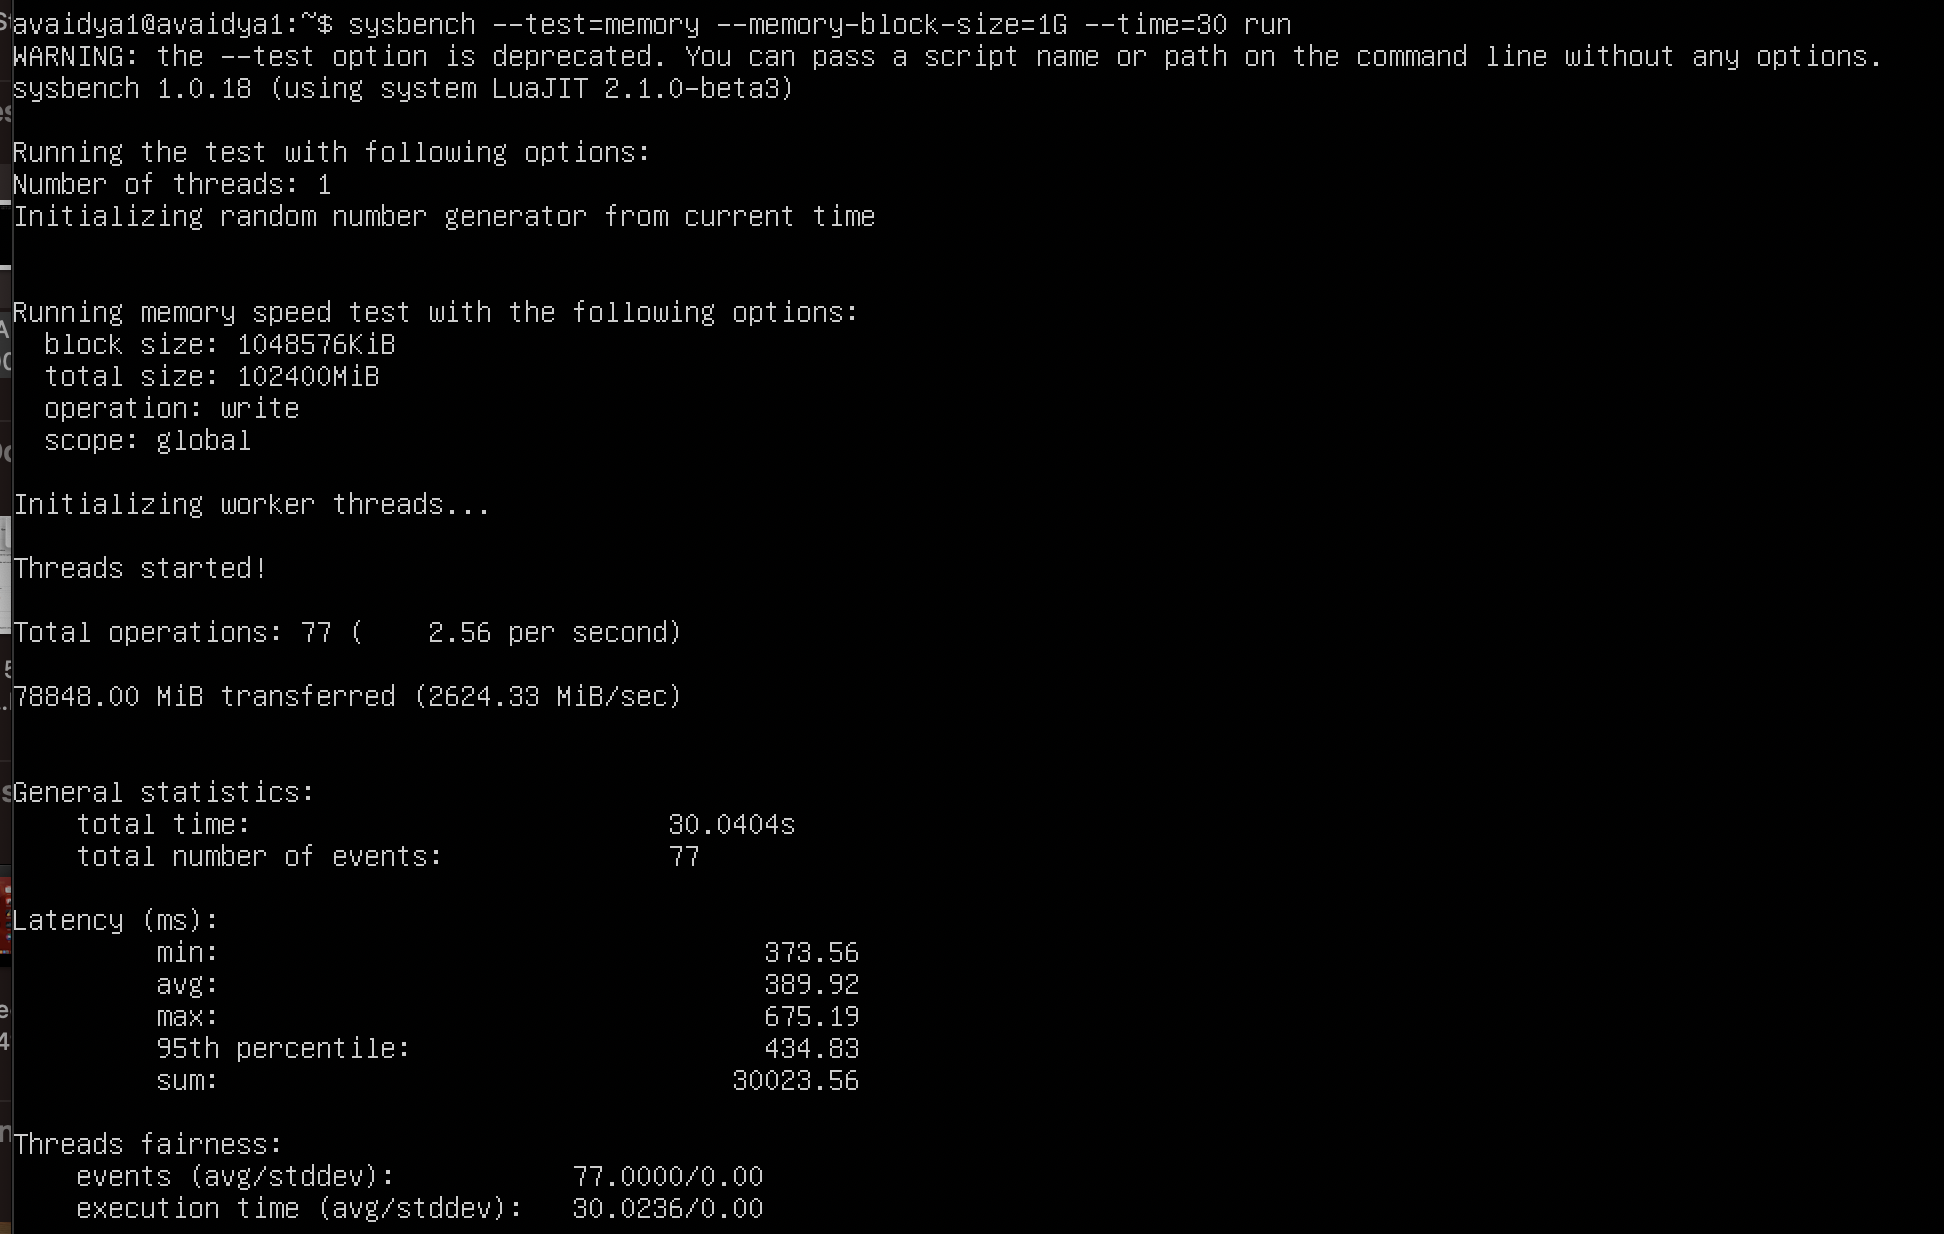 avaidya1@avaidya1:~$ sysbench --test=memory --memory-block-size=1G --time=30 run
WARNING: the --test option is deprecated. You can pass a script name or path on the command line without any options.
sysbench 1.0.18 (using system LuaJIT 2.1.0-beta3)
Running the test with following options:
Number of threads: 1
Initializing random number generator from current time
Running memory speed test with the following options:
block size: 1048576KiB
total size: 102400MiB
operation: write
scope: global
Initializing worker threads...
Threads started!
Total operations: 77 (    2.56 per second)
78848.00 MiB transferred (2624.33 MiB/sec)
General statistics:
total time: 30.0404s
total number of events: 77
Latency (ms):
min: 373.56
avg: 389.92
max: 675.19
95th percentile: 434.83
sum: 30023.56
Threads fairness:
events (avg/stddev): 77.0000/0.00
execution time (avg/stddev): 30.0236/0.00